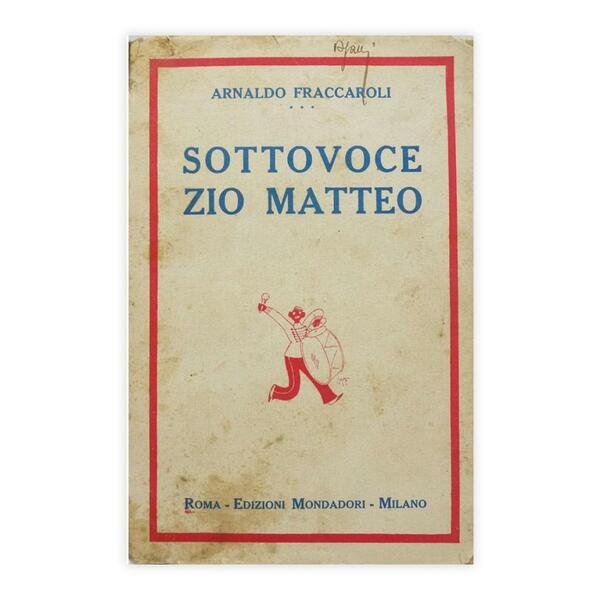 ARNALDO FRACCAROLI
* * *
SOTTOVOCE
ZIO MATTEO
ROMA - EDIZIONI MONDADORI - MILANO